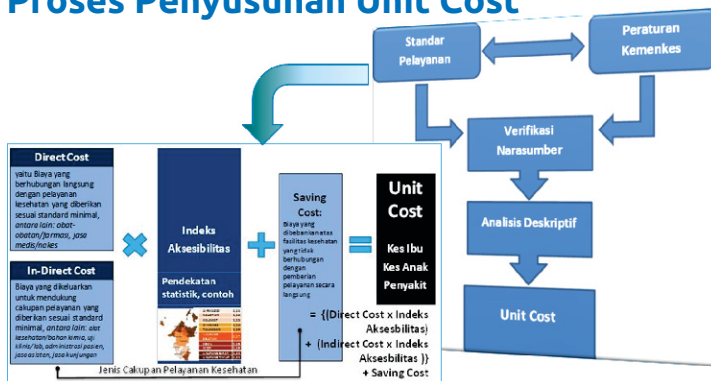 Proses Penyusunan Unit Cost
Standar
Pelayanan
Peraturan
Kemenkes
Verifikasi
Narasumber
Analisis Deskriptif
Unit Cost
Direct Cost
yaitu Biaya yang
berhubungan langsung
dengan pelayanan
kesehatan yang diberikan
sesuai standard minimal,
antara lain: obat-
obatan/farmasi, jasa
medis/nakes
In-Direct Cost
Biaya yang dikeluarkan
untuk mendukung
cakupan pelayanan yang
diberikan sesuai standard
minimal, antara lain: alat
kesehatan/bahan kimia, uji
klinis/lab, administrasi pasien,
jasa asisten, jasa kunjungan
Indeks
Aksesibilitas
Pendekatan
statistik, contoh
Saving
Cost:
Biaya yang
dibebankan atas
fasilitas kesehatan
yang tidak
berhubungan
dengan
pemberian
pelayanan secara
langsung
Unit
Cost
Kes Ibu
Kes Anak
Penyakit
= {(Direct Cost x Indeks
Aksesbilitas)
+ (Indirect Cost x Indeks
Aksesbilitas )}
+ Saving Cost
Jenis Cakupan Pelayanan Kesehatan